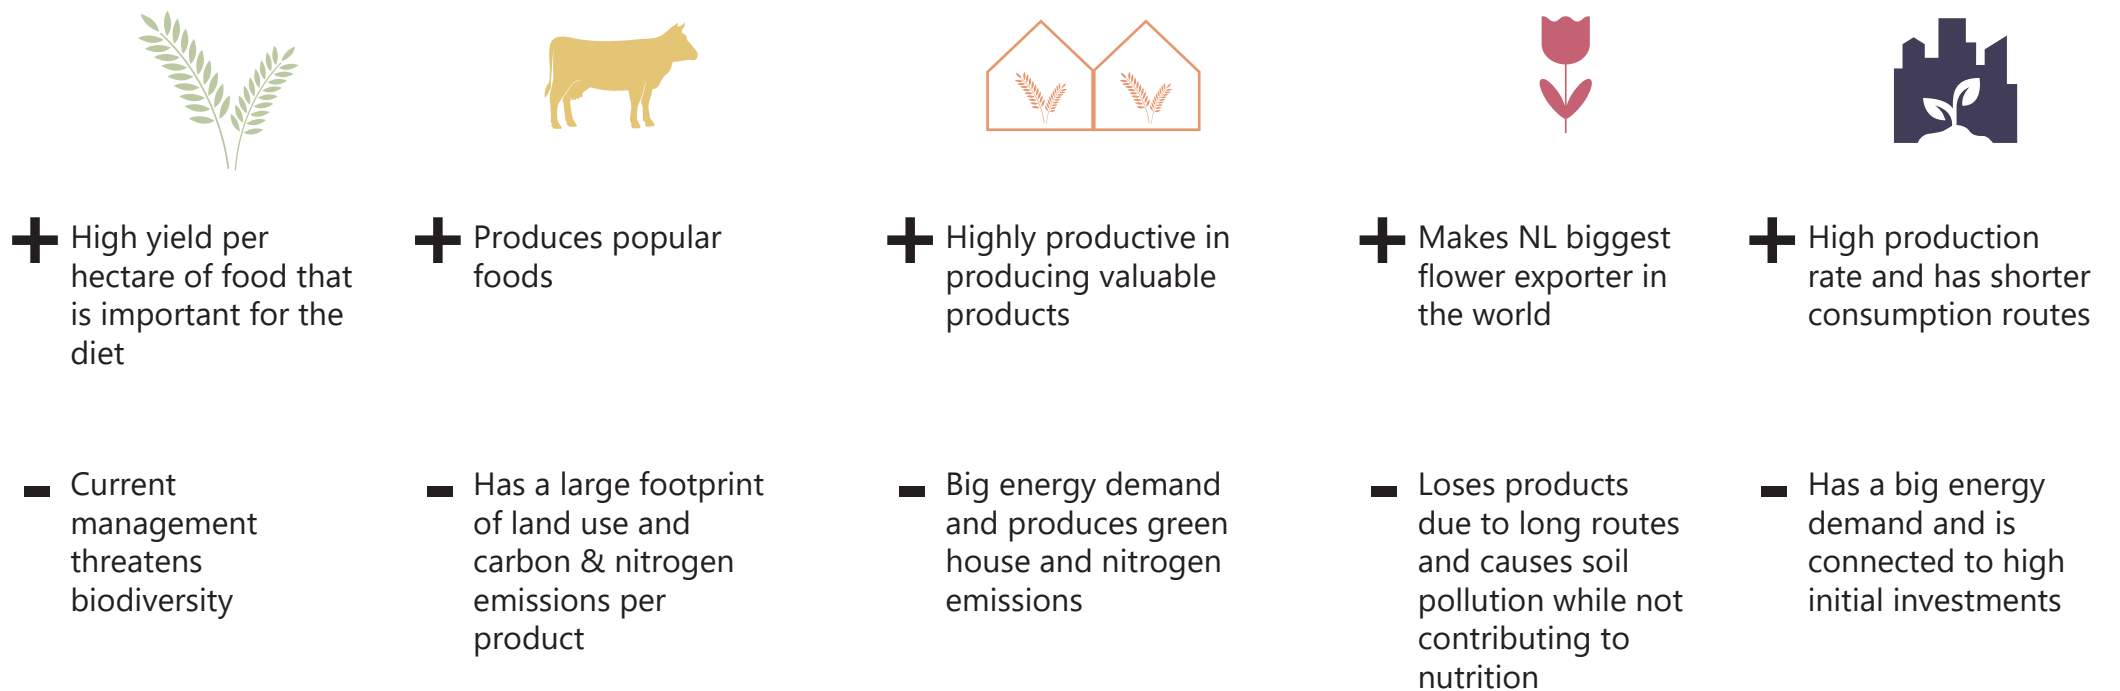 + High yield per
hectare of food that
is important for the
diet
+ Produces popular
foods
+ Highly productive in
producing valuable
products
+ Makes NL biggest
flower exporter in
the world
+ High production
rate and has shorter
consumption routes
- Current
management
threatens
biodiversity
- Has a large footprint
of land use and
carbon & nitrogen
emissions per
product
- Big energy demand
and produces green
house and nitrogen
emissions
- Loses products
due to long routes
and causes soil
pollution while not
contributing to
nutrition
- Has a big energy
demand and is
connected to high
initial investments